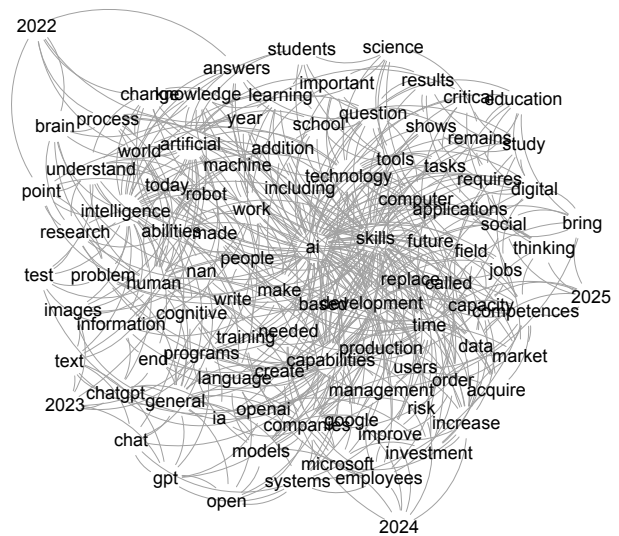 2022
students
science
answers
important
results
change
knowledge
learning
critical
education
brain
process
year
school
question
shows
remains
study
world
artificial
addition
machine
tools
tasks
understand
technology
requires
digital
point
today
robot
including
computer
intelligence
work
applications
social
bring
research
abilities
made
ai
skills
future
field
thinking
people
nan
jobs
test
problem
human
replace
called
2025
make
write
based
development
capacity
competences
images
information
cognitive
training
needed
time
text
end
programs
capabilities
production
data
market
language
create
users
order
2023
chatgpt
general
management
acquire
ia
openai
companies
google
risk
increase
chat
improve
models
investment
gpt
microsoft
systems
employees
open
2024